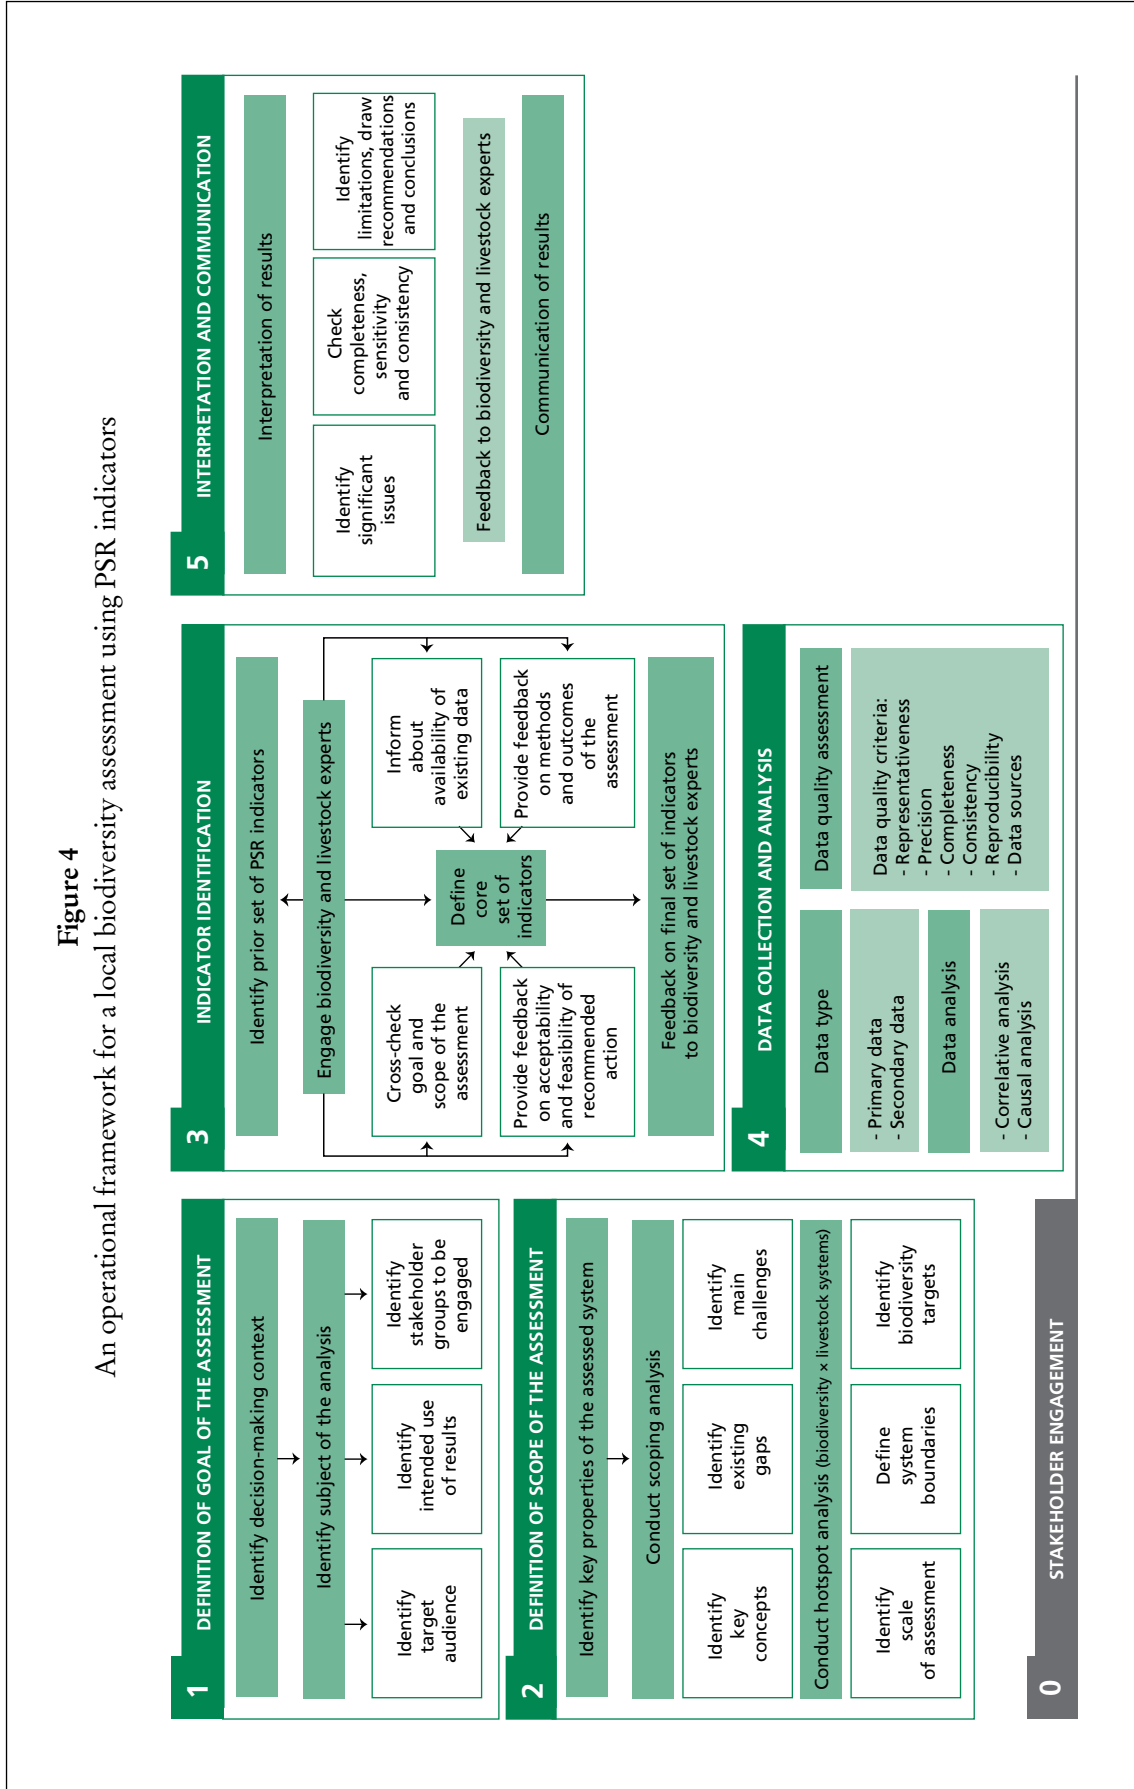 Figure 4
An operational framework for a local biodiversity assessment using PSR indicators
1
DEFINITION OF GOAL OF THE ASSESSMENT
Identify decision-making context
Identify subject of the analysis
Identify
target
audience
Identify
intended use
of results
Identify
stakeholder
groups to be
engaged
2
DEFINITION OF SCOPE OF THE ASSESSMENT
Identify key properties of the assessed system
Conduct scoping analysis
Identify
key
concepts
Identify
existing
gaps
Identify
main
challenges
Conduct hotspot analysis (biodiversity × livestock systems)
Identify
scale
of assessment
Define
system
boundaries
Identify
biodiversity
targets
3
INDICATOR IDENTIFICATION
Identify prior set of PSR indicators
Engage biodiversity and livestock experts
Cross-check
goal and
scope of the
assessment
Inform
about
availability of
existing data
Define
core
set of
indicators
Provide feedback
on acceptability
and feasibility of
recommended
action
Provide feedback
on methods
and outcomes
of the
assessment
Feedback on final set of indicators
to biodiversity and livestock experts
4
DATA COLLECTION AND ANALYSIS
Data type
- Primary data
- Secondary data
Data analysis
- Correlative analysis
- Causal analysis
Data quality assessment
Data quality criteria:
- Representativeness
- Precision
- Completeness
- Consistency
- Reproducibility
- Data sources
5
INTERPRETATION AND COMMUNICATION
Interpretation of results
Identify
significant
issues
Check
completeness,
sensitivity
and consistency
Identify
limitations, draw
recommendations
and conclusions
Feedback to biodiversity and livestock experts
Communication of results
0
STAKEHOLDER ENGAGEMENT